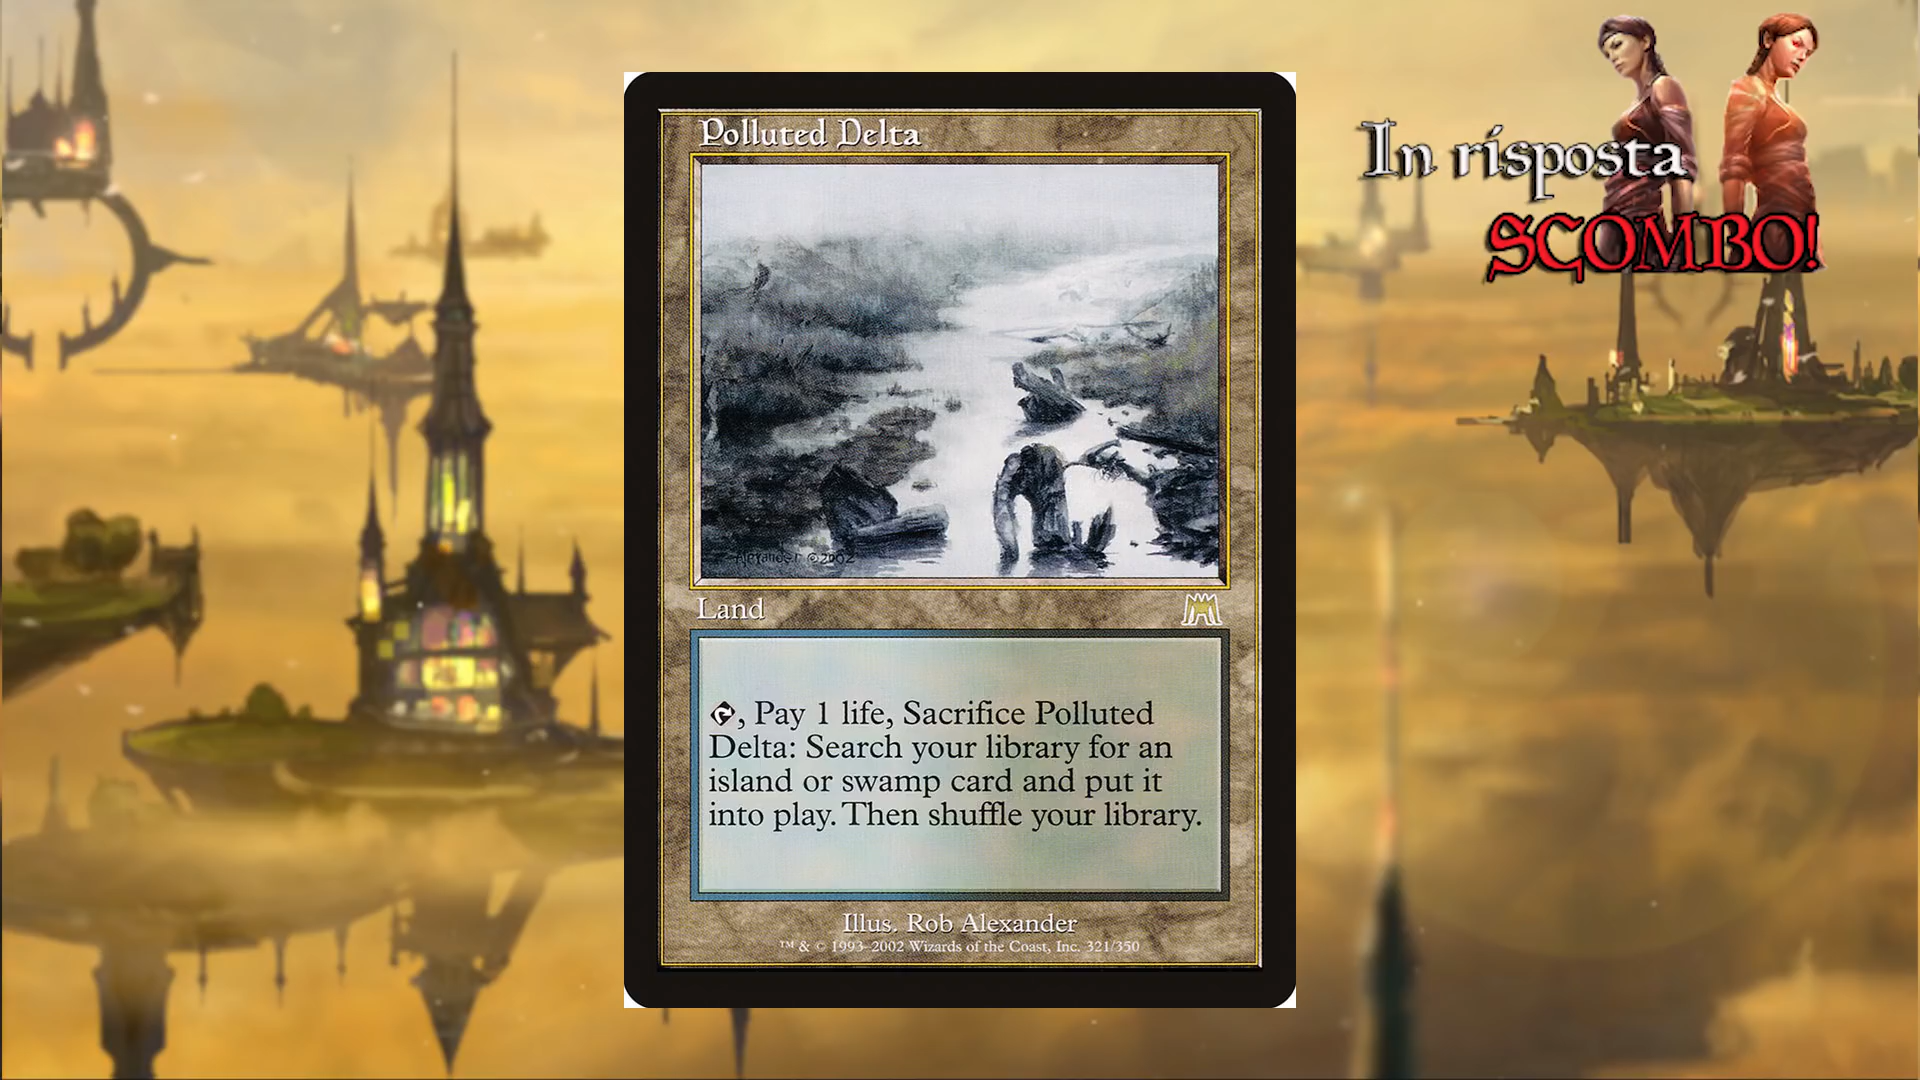 Polluted Delta
In risposta
SCOMBO!
Alexander ©2002
Land
, Pay 1 life, Sacrifice Polluted
Delta: Search your library for an
island or swamp card and put it
into play. Then shuffle your library.
Illus. Rob Alexander
™ & © 1993-2002 Wizards of the Coast, Inc. 321/350